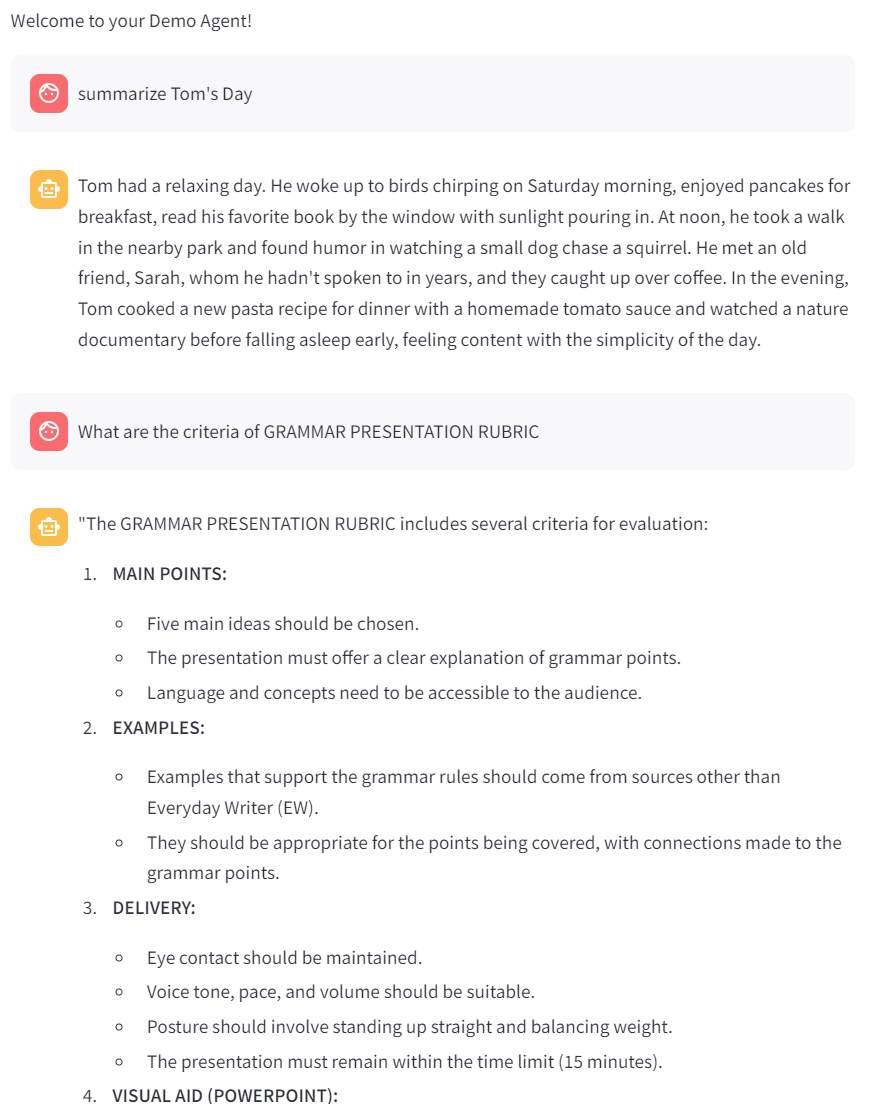 Welcome to your Demo Agent!
summarize Tom's Day
Tom had a relaxing day. He woke up to birds chirping on Saturday morning, enjoyed pancakes for
breakfast, read his favorite book by the window with sunlight pouring in. At noon, he took a walk
in the nearby park and found humor in watching a small dog chase a squirrel. He met an old
friend, Sarah, whom he hadn't spoken to in years, and they caught up over coffee. In the evening,
Tom cooked a new pasta recipe for dinner with a homemade tomato sauce and watched a nature
documentary before falling asleep early, feeling content with the simplicity of the day.
What are the criteria of GRAMMAR PRESENTATION RUBRIC
"The GRAMMAR PRESENTATION RUBRIC includes several criteria for evaluation:
1. MAIN POINTS:
◦ Five main ideas should be chosen.
◦ The presentation must offer a clear explanation of grammar points.
◦ Language and concepts need to be accessible to the audience.
2. EXAMPLES:
◦ Examples that support the grammar rules should come from sources other than
Everyday Writer (EW).
◦ They should be appropriate for the points being covered, with connections made to the
grammar points.
3. DELIVERY:
◦ Eye contact should be maintained.
◦ Voice tone, pace, and volume should be suitable.
◦ Posture should involve standing up straight and balancing weight.
◦ The presentation must remain within the time limit (15 minutes).
4. VISUAL AID (POWERPOINT):